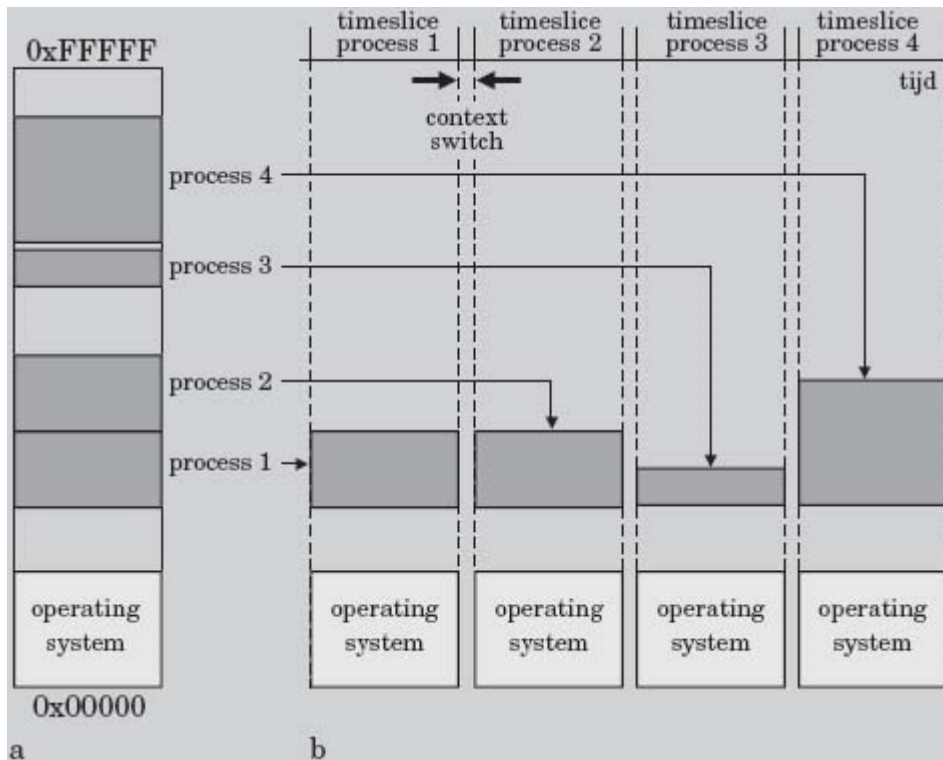 0xFFFFF
process 4
process 3
process 2
process 1
operating
system
0x00000
a
timeslice
process 1
timeslice
process 2
timeslice
process 3
timeslice
process 4
tijd
context
switch
operating
system
operating
system
operating
system
operating
system
b